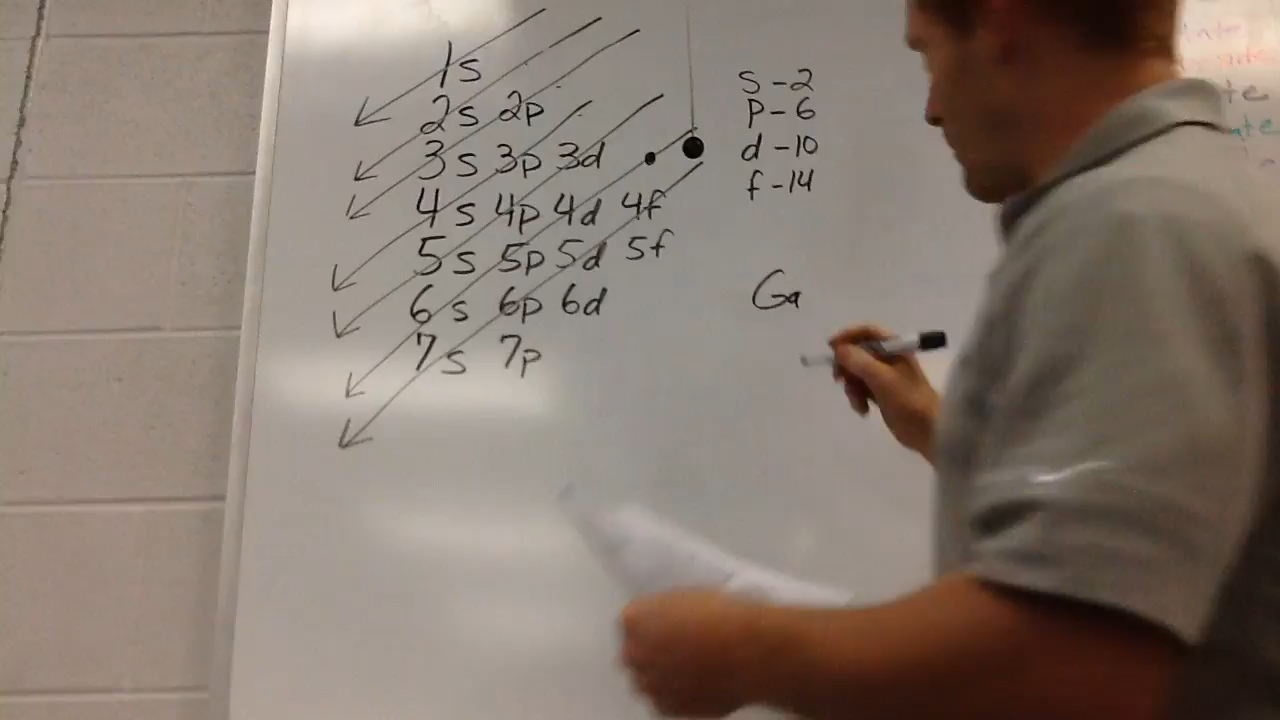 1s
2s 2p
3s 3p 3d
4s 4p 4d 4f
5s 5p 5d 5f
6s 6p 6d
7s 7p
s - 2
p - 6
d - 10
f - 14
Ga